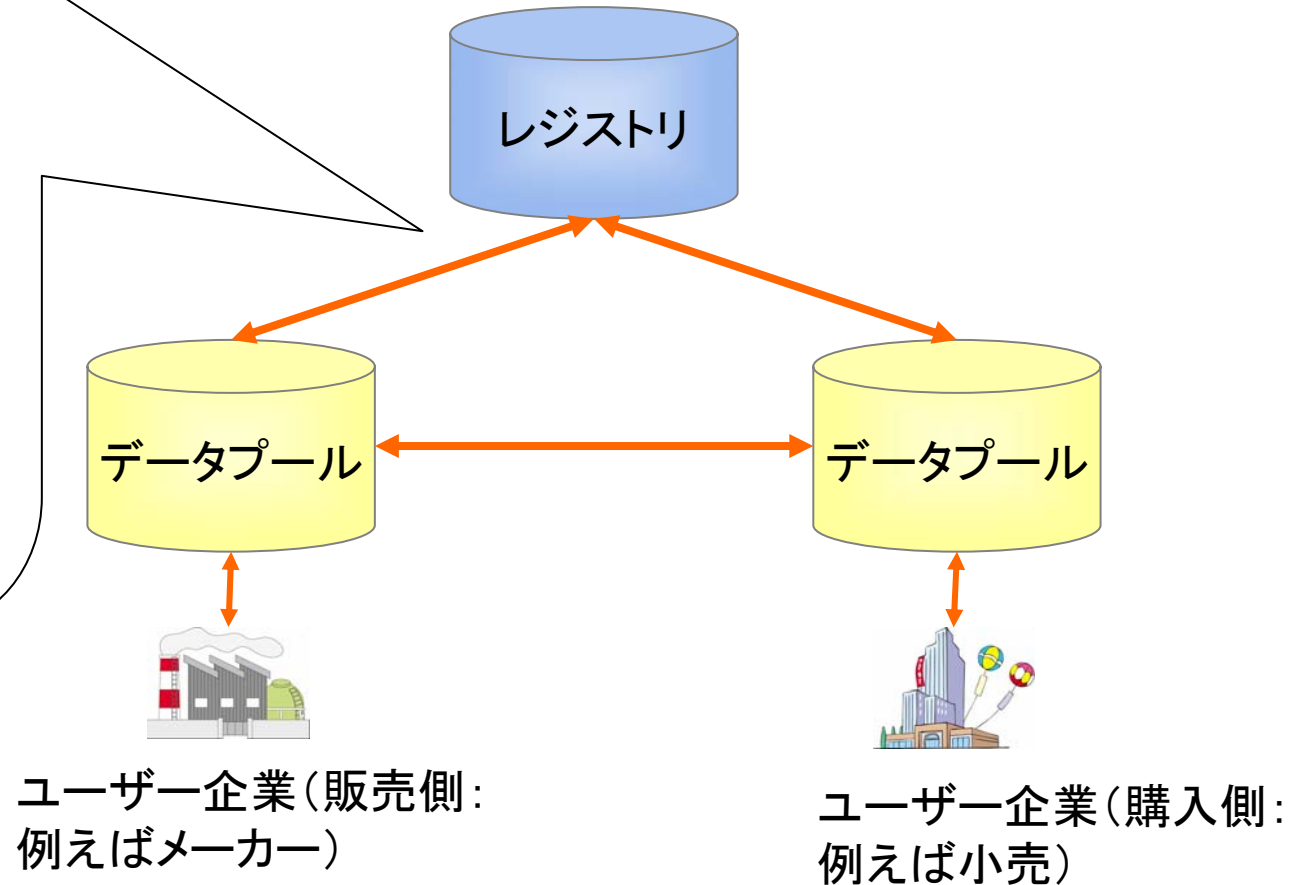 レジストリ
データプール
データプール
ユーザー企業（販売側：
例えばメーカー）
ユーザー企業（購入側：
例えば小売）